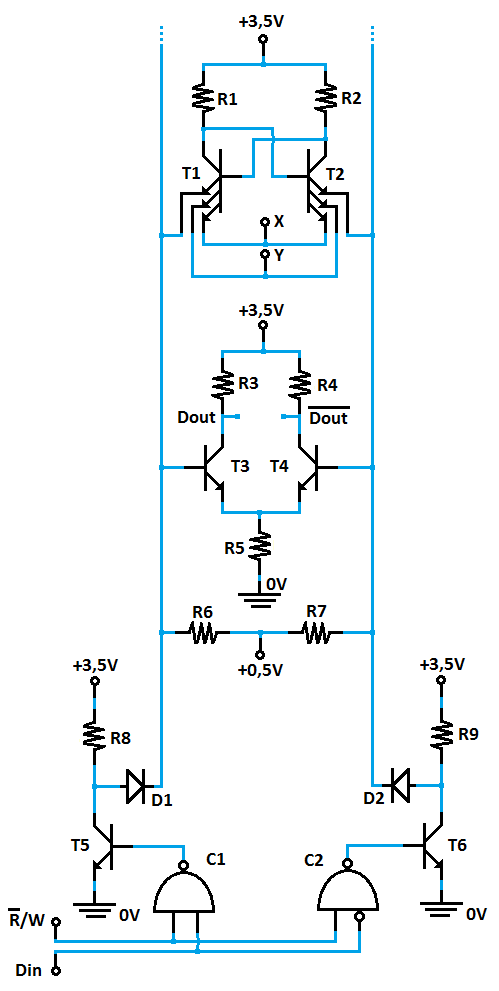 +3,5V
R1
R2
T1
T2
X
Y
+3,5V
R3
R4
Dout
D̅o̅u̅t̅
T3
T4
R5
0V
R6
R7
+0,5V
+3,5V
+3,5V
R8
R9
D1
D2
T5
C1
C2
T6
0V
0V
R̅/W
Din